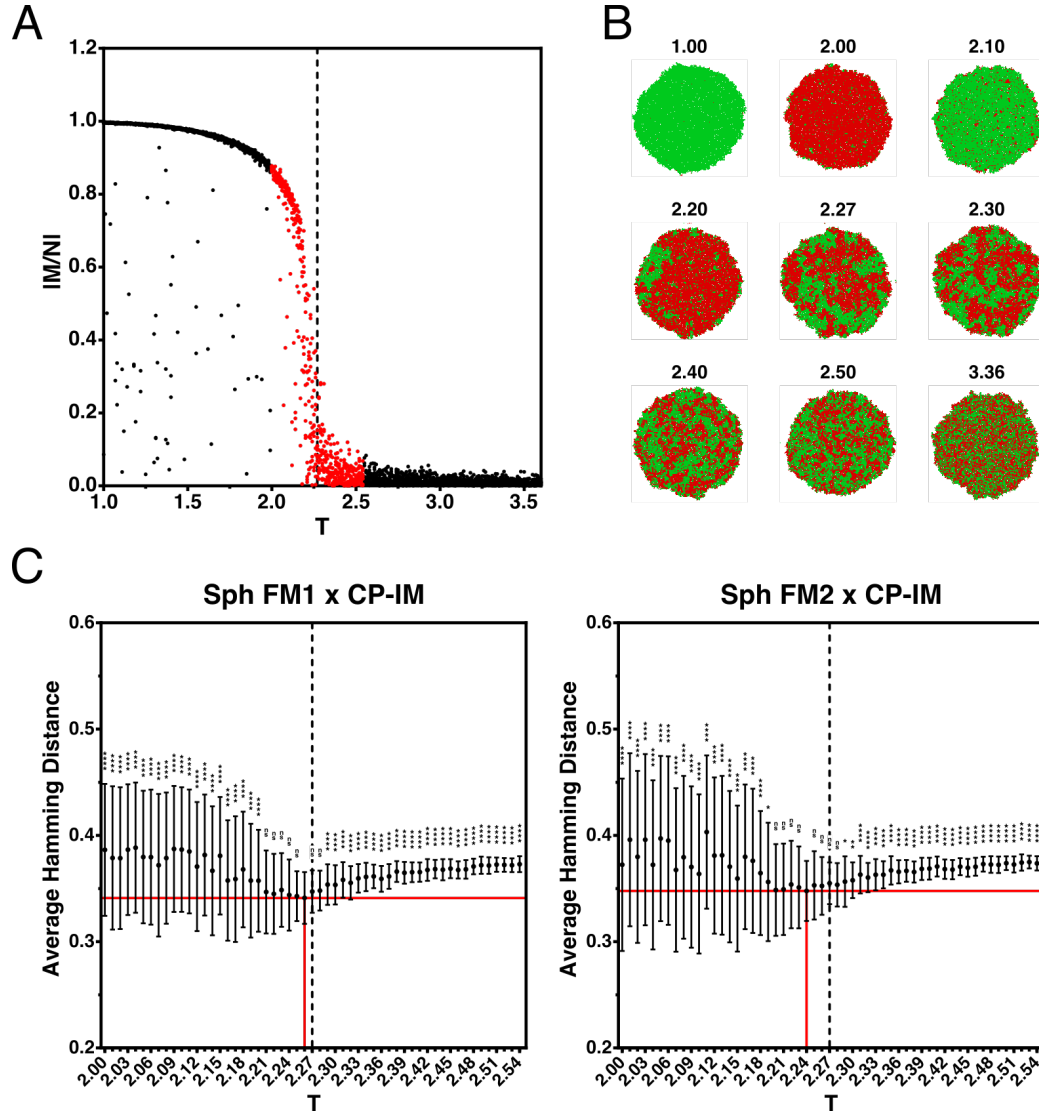 A
1.2
1.0
0.8
0.6
0.4
0.2
0.0
|M/N|
1.0 1.5 2.0 2.5 3.0 3.5
T
B
1.00 2.00 2.10
2.20 2.27 2.30
2.40 2.50 3.36
C
Sph FM1 x CP-IM
0.6
0.5
0.4
0.3
0.2
Average Hamming Distance
2.00 2.03 2.06 2.09 2.12 2.15 2.18 2.21 2.24 2.27 2.30 2.33 2.36 2.39 2.42 2.45 2.48 2.51 2.54
T
Sph FM2 x CP-IM
0.6
0.5
0.4
0.3
0.2
Average Hamming Distance
2.00 2.03 2.06 2.09 2.12 2.15 2.18 2.21 2.24 2.27 2.30 2.33 2.36 2.39 2.42 2.45 2.48 2.51 2.54
T